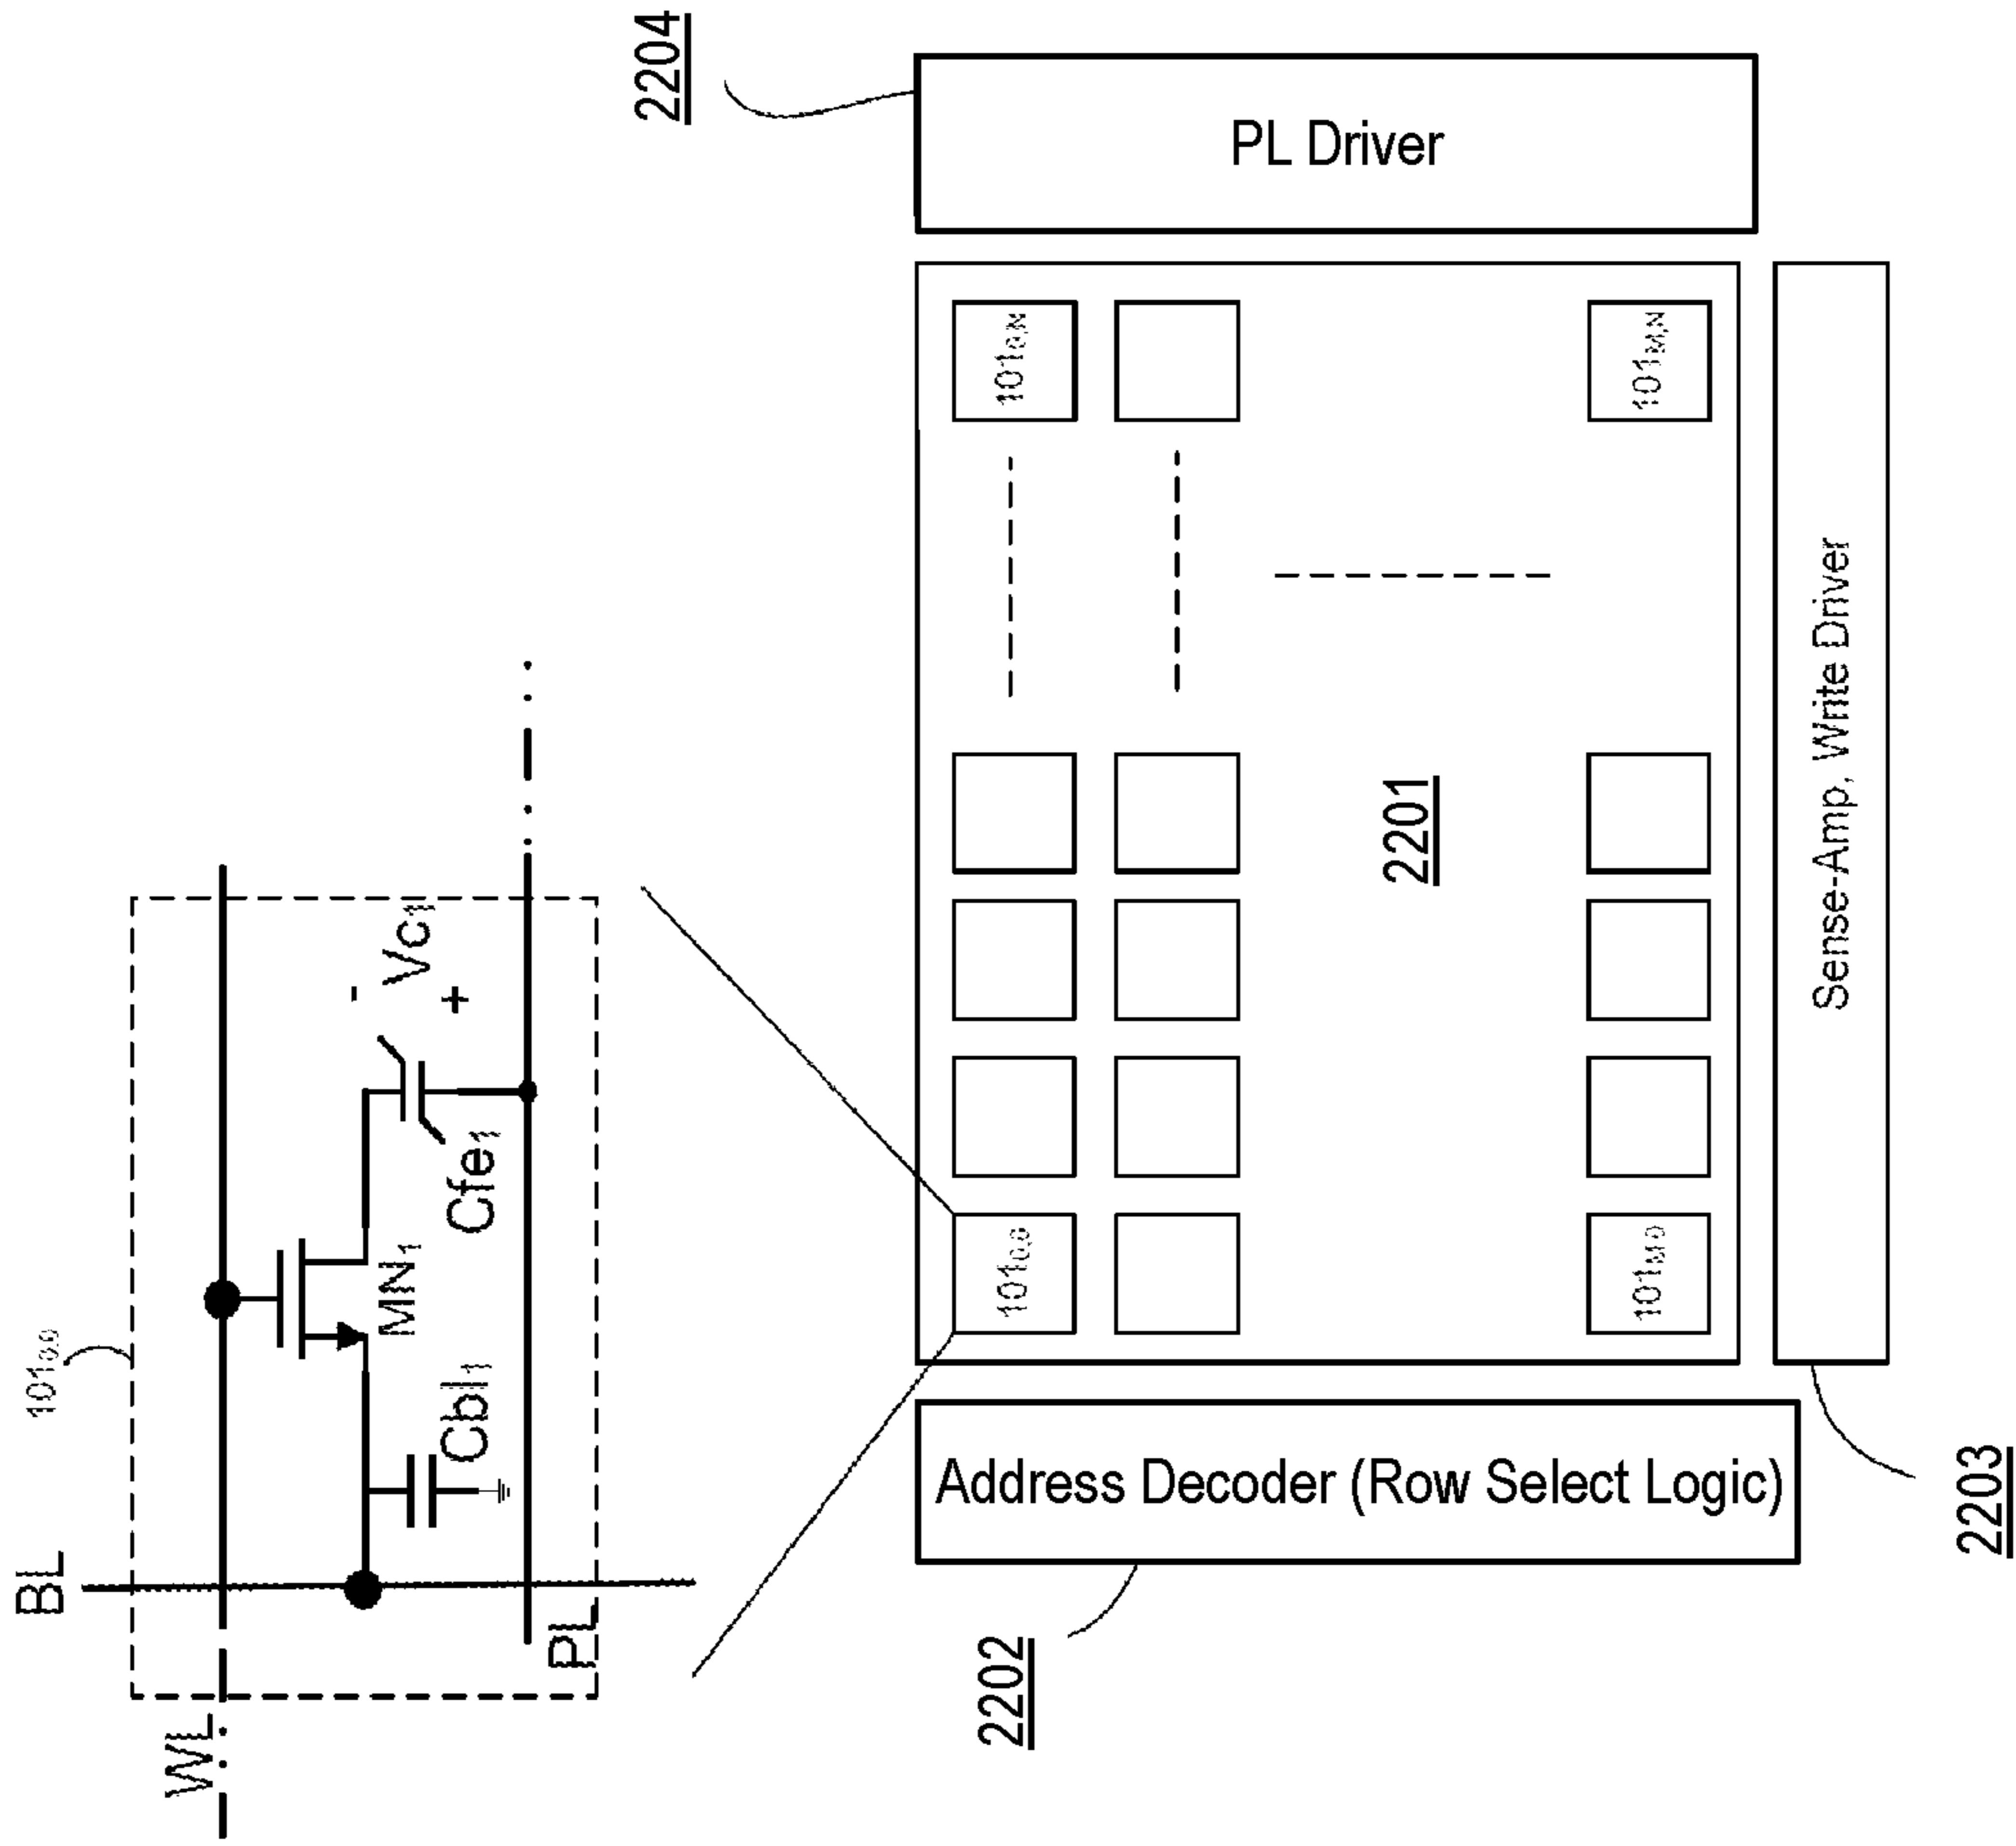 101₀,₀
BL
WL
PL
MN₁
Cbl₁
Cfe₁
- Vc₁ +
2204
PL Driver
101₀,N
101M,N
2201
101₀,₀
101M,0
Sense-Amp, Write Driver
Address Decoder (Row Select Logic)
2202
2203